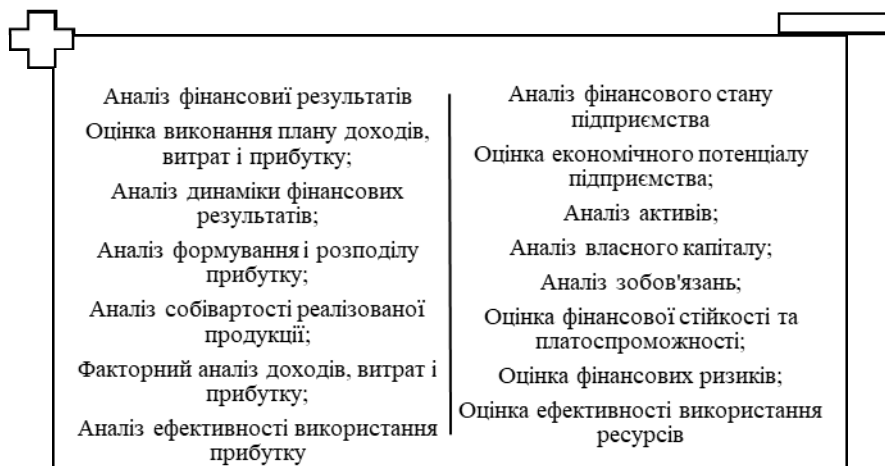 Аналіз фінансовиї результатів
Оцінка виконання плану доходів,
витрат і прибутку;
Аналіз динаміки фінансових
результатів;
Аналіз формування і розподілу
прибутку;
Аналіз собівартості реалізованої
продукції;
Факторний аналіз доходів, витрат і
прибутку;
Аналіз ефективності використання
прибутку
Аналіз фінансового стану
підприємства
Оцінка економічного потенціалу
підприємства;
Аналіз активів;
Аналіз власного капіталу;
Аналіз зобов'язань;
Оцінка фінансової стійкості та
платоспроможності;
Оцінка фінансових ризиків;
Оцінка ефективності використання
ресурсів